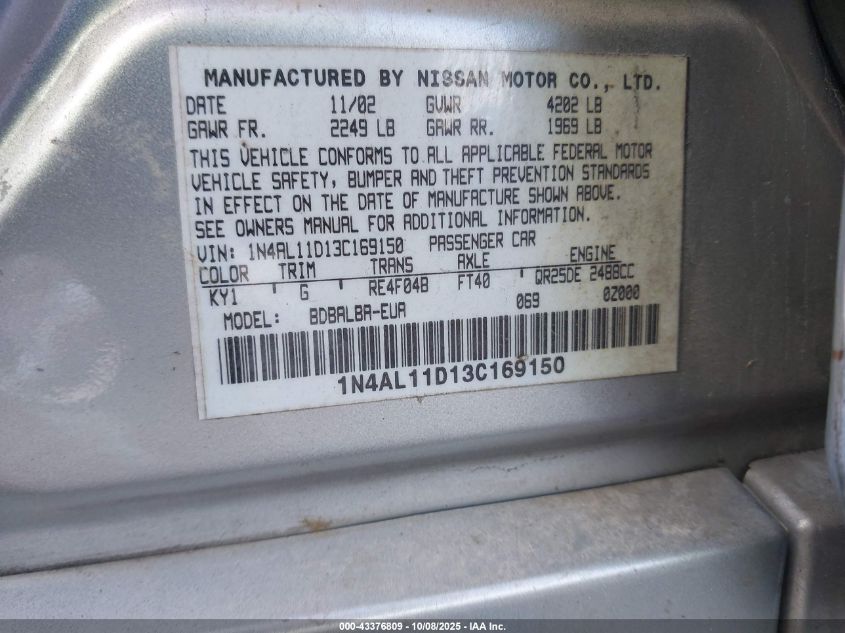 MANUFACTURED BY NISSAN MOTOR CO., LTD.
DATE 11/02 GVWR 4202 LB
GAWR FR. 2249 LB GAWR RR. 1969 LB
THIS VEHICLE CONFORMS TO ALL APPLICABLE FEDERAL MOTOR
VEHICLE SAFETY, BUMPER AND THEFT PREVENTION STANDARDS
IN EFFECT ON THE DATE OF MANUFACTURE SHOWN ABOVE.
SEE OWNERS MANUAL FOR ADDITIONAL INFORMATION.
VIN: 1N4AL11D13C169150 PASSENGER CAR
COLOR TRIM TRANS AXLE ENGINE
KY1 ' G ' RE4F04B FT40 ' QR25DE 2488CC
MODEL: BDBALBA-EUA 069 0Z000
1N4AL11D13C169150
000-43376809 - 10/08/2025 - IAA Inc.